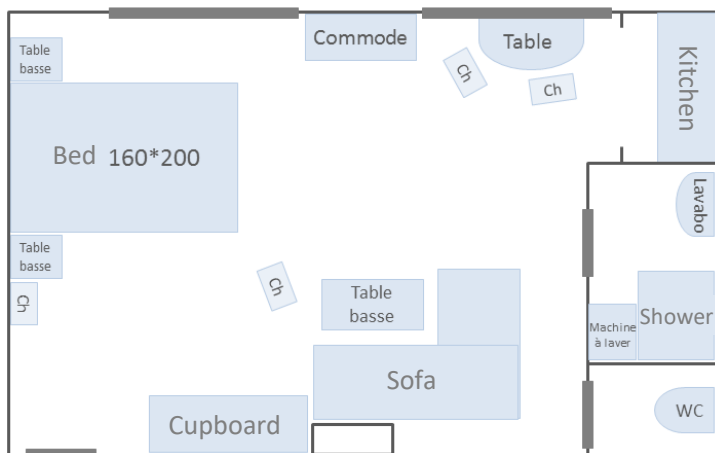 Commode
Table
Kitchen
Table
basse
Ch
Ch
Bed 160*200
Lavabo
Table
basse
Ch
Ch
Table
basse
Machine
à laver
Shower
Sofa
Cupboard
WC